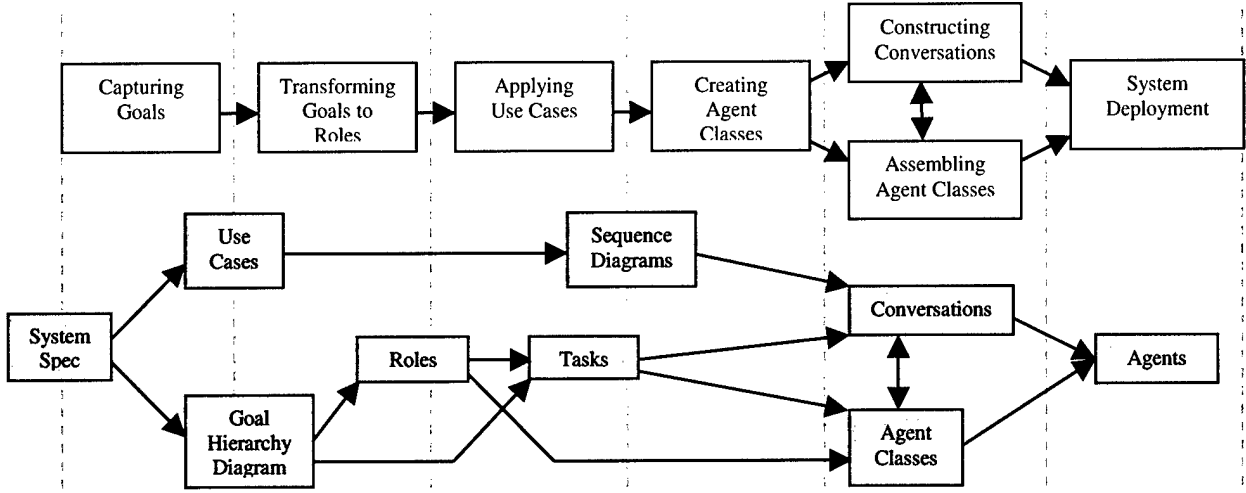 Capturing
Goals
Transforming
Goals to
Roles
Applying
Use Cases
Creating
Agent
Classes
Constructing
Conversations
Assembling
Agent Classes
System
Deployment
Use
Cases
Sequence
Diagrams
System
Spec
Roles
Tasks
Conversations
Agents
Goal
Hierarchy
Diagram
Agent
Classes